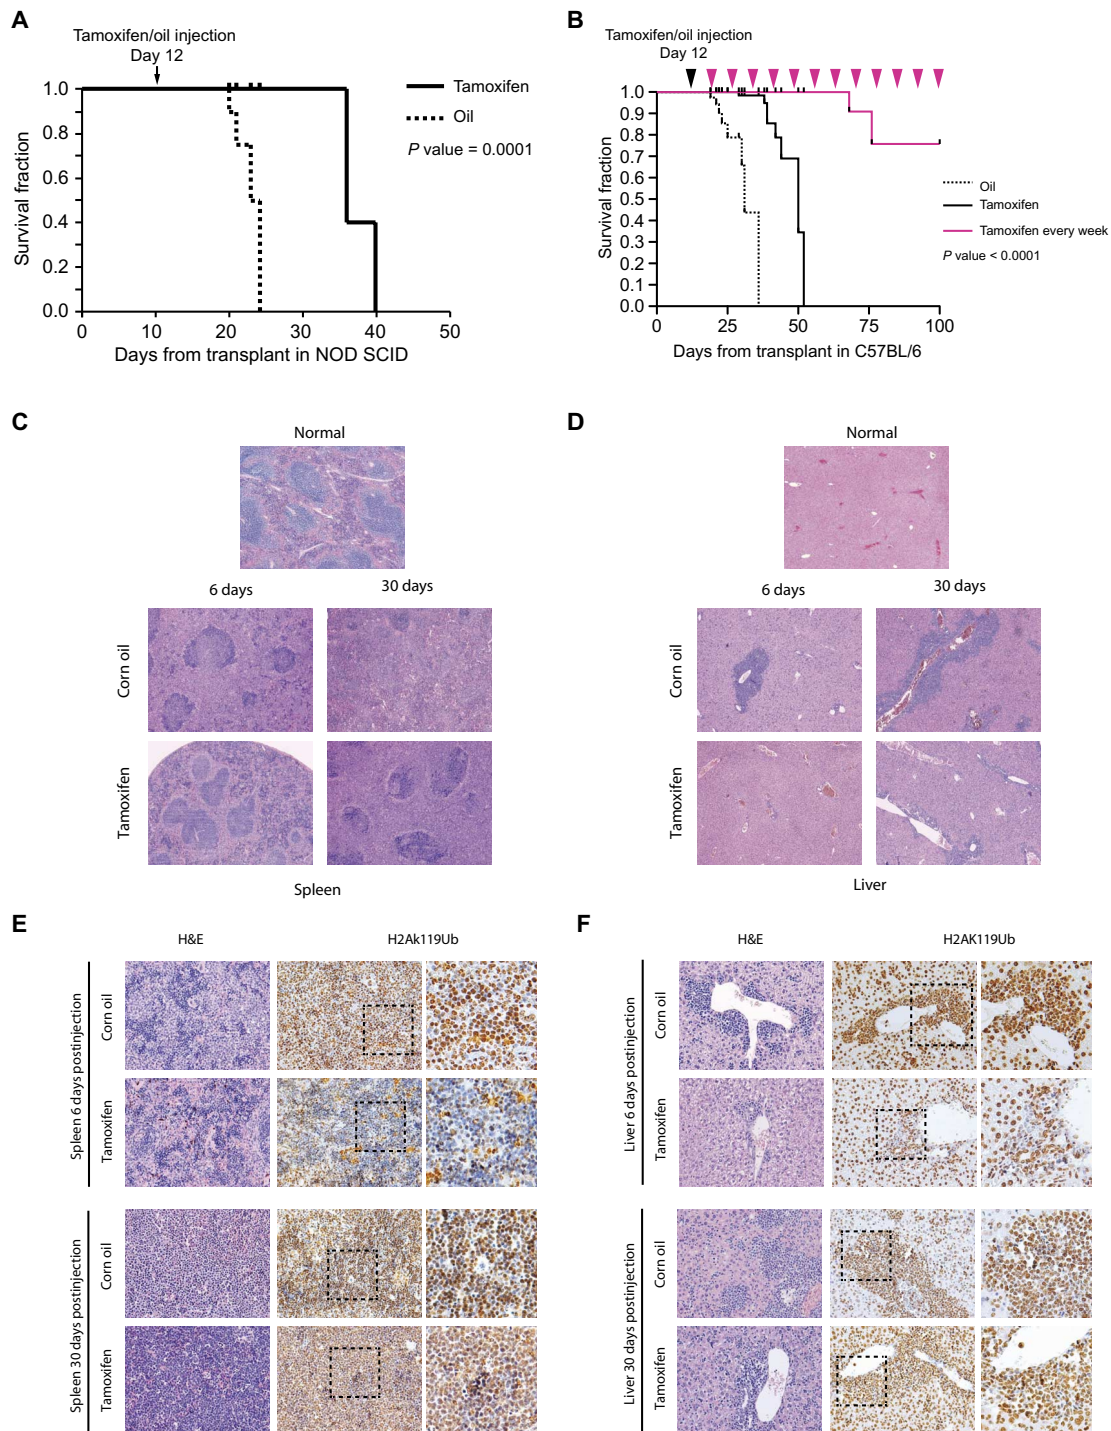 A
Tamoxifen/oil injection
Day 12
1.0
0.8
0.6
0.4
0.2
0.0
Survival fraction
0 10 20 30 40 50
Days from transplant in NOD SCID
Tamoxifen
Oil
P value = 0.0001
B
Tamoxifen/oil injection
Day 12
1.0
0.9
0.8
0.7
0.6
0.5
0.4
0.3
0.2
0.1
0.0
Survival fraction
0 25 50 75 100
Days from transplant in C57BL/6
Oil
Tamoxifen
Tamoxifen every week
P value < 0.0001
C
Normal
6 days 30 days
Corn oil
Tamoxifen
Spleen
D
Normal
6 days 30 days
Corn oil
Tamoxifen
Liver
E
H&E H2Ak119Ub
Spleen 6 days postinjection
Corn oil
Tamoxifen
Spleen 30 days postinjection
Corn oil
Tamoxifen
F
H&E H2AK119Ub
Liver 6 days postinjection
Corn oil
Tamoxifen
Liver 30 days postinjection
Corn oil
Tamoxifen